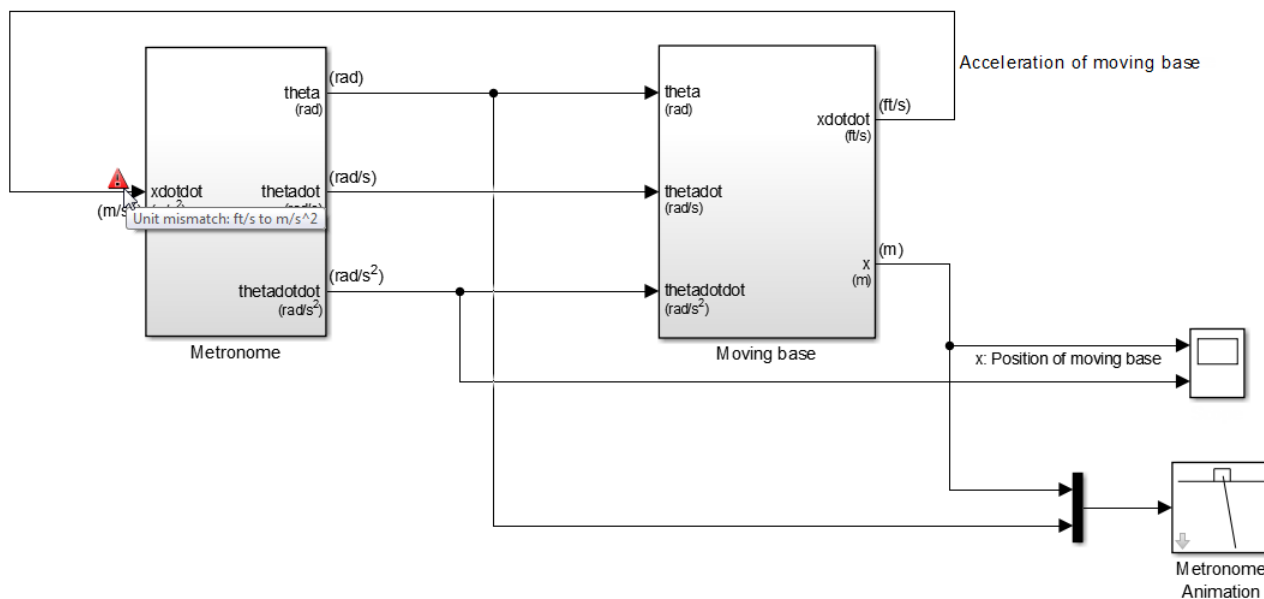 Acceleration of moving base
(rad)
theta
(rad)
theta
(rad)
(ft/s)
xdotdot
(ft/s)
xdotdot
(m/s
Unit mismatch: ft/s to m/s^2
thetadot
(rad/s)
thetadot
(rad/s)
(m)
x
(m)
thetadotdot
(rad/s²)
(rad/s²)
thetadotdot
(rad/s²)
Metronome
Moving base
x: Position of moving base
Metronome
Animation